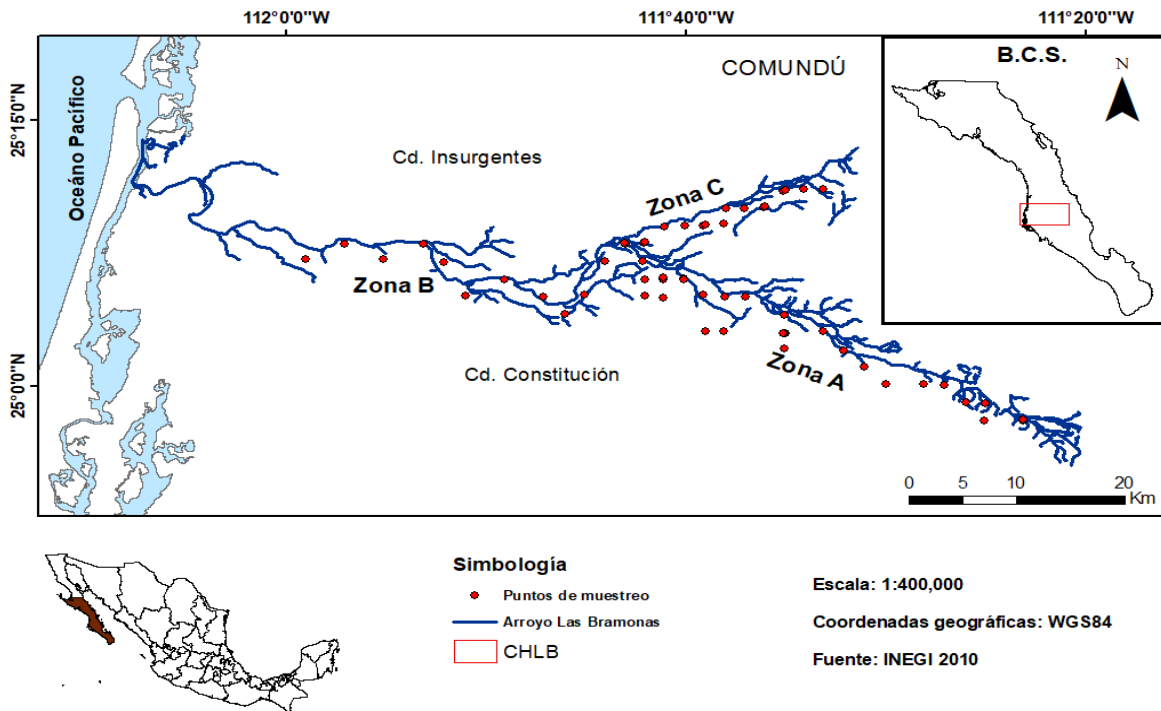 112°0'0"W
111°40'0"W
111°20'0"W
25°15'0"N
25°0'0"N
Océano Pacífico
COMUNDÚ
B.C.S.
N
Cd. Insurgentes
Zona C
Zona B
Cd. Constitución
Zona A
0 5 10 20
Km
Simbología
Puntos de muestreo
Arroyo Las Bramonas
CHLB
Escala: 1:400,000
Coordenadas geográficas: WGS84
Fuente: INEGI 2010